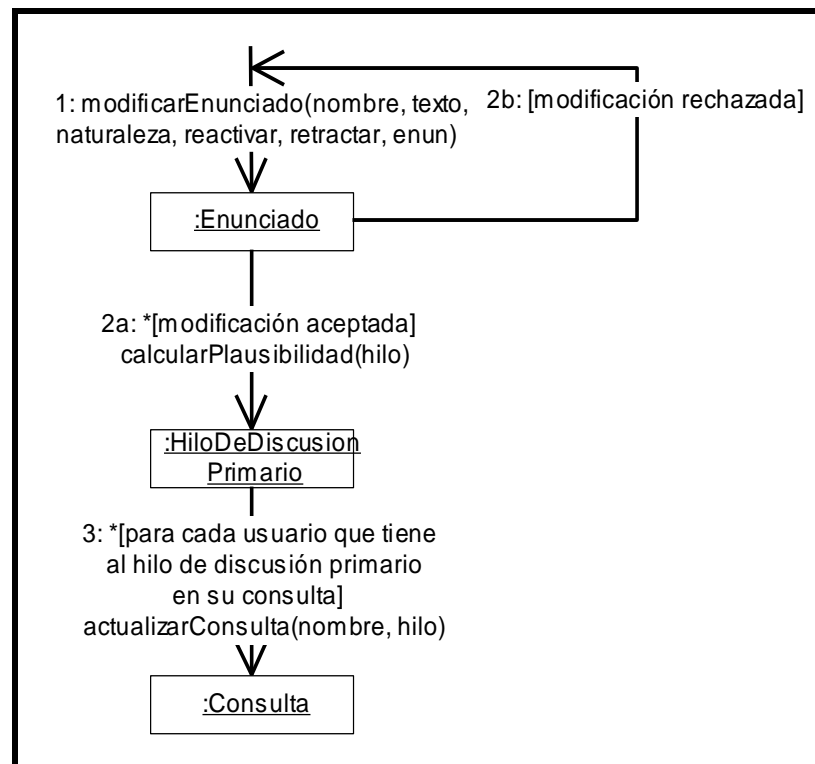 1: modificarEnunciado(nombre, texto,
naturaleza, reactivar, retractar, enun)
2b: [modificación rechazada]
:Enunciado
2a: *[modificación aceptada]
calcularPlausibilidad(hilo)
:HiloDeDiscusion
Primario
3: *[para cada usuario que tiene
al hilo de discusión primario
en su consulta]
actualizarConsulta(nombre, hilo)
:Consulta